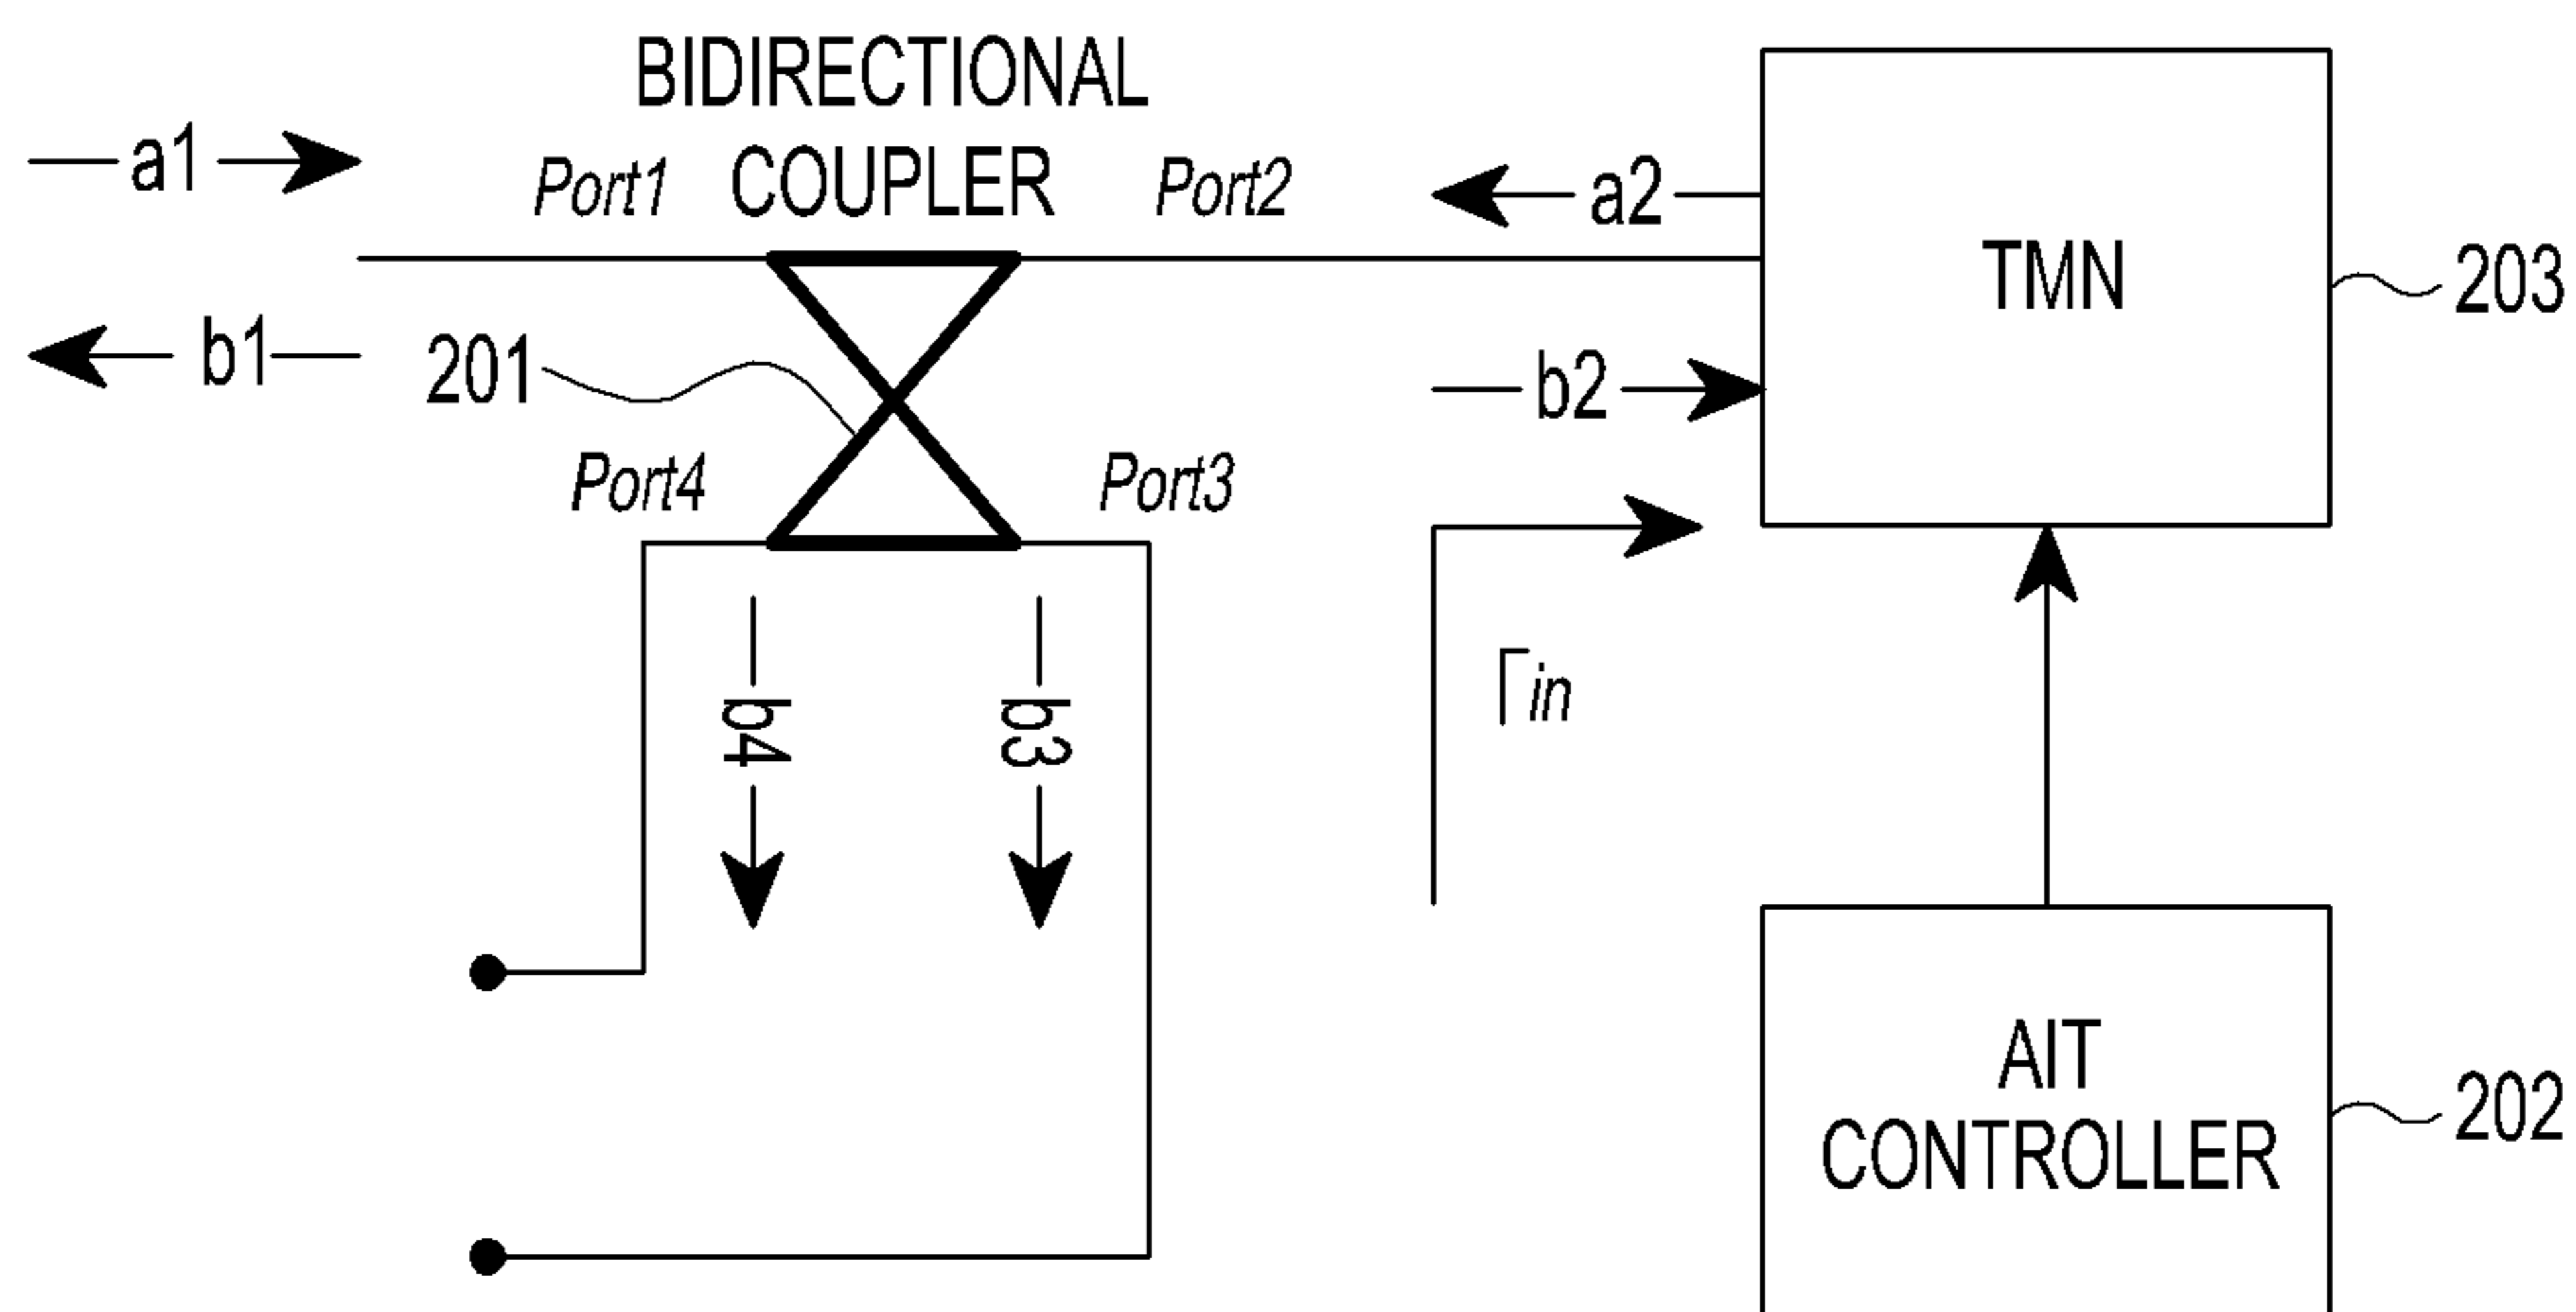 BIDIRECTIONAL
COUPLER
a1
Port1
Port2
a2
TMN
203
b1
201
b2
Port4
Port3
b4
b3
Γin
AIT
CONTROLLER
202